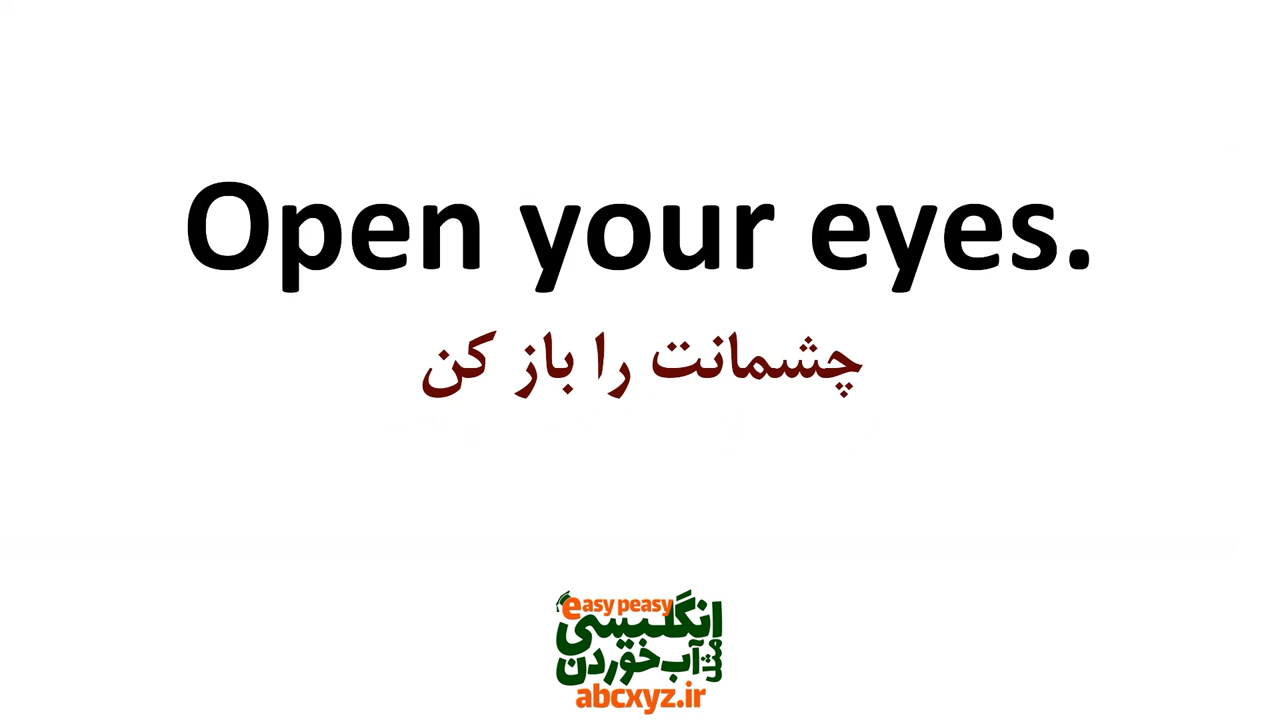 Open your eyes.
چشمانت را باز کن
easy peasy
انگلیسی
مثل آب خوردن
abcxyz.ir